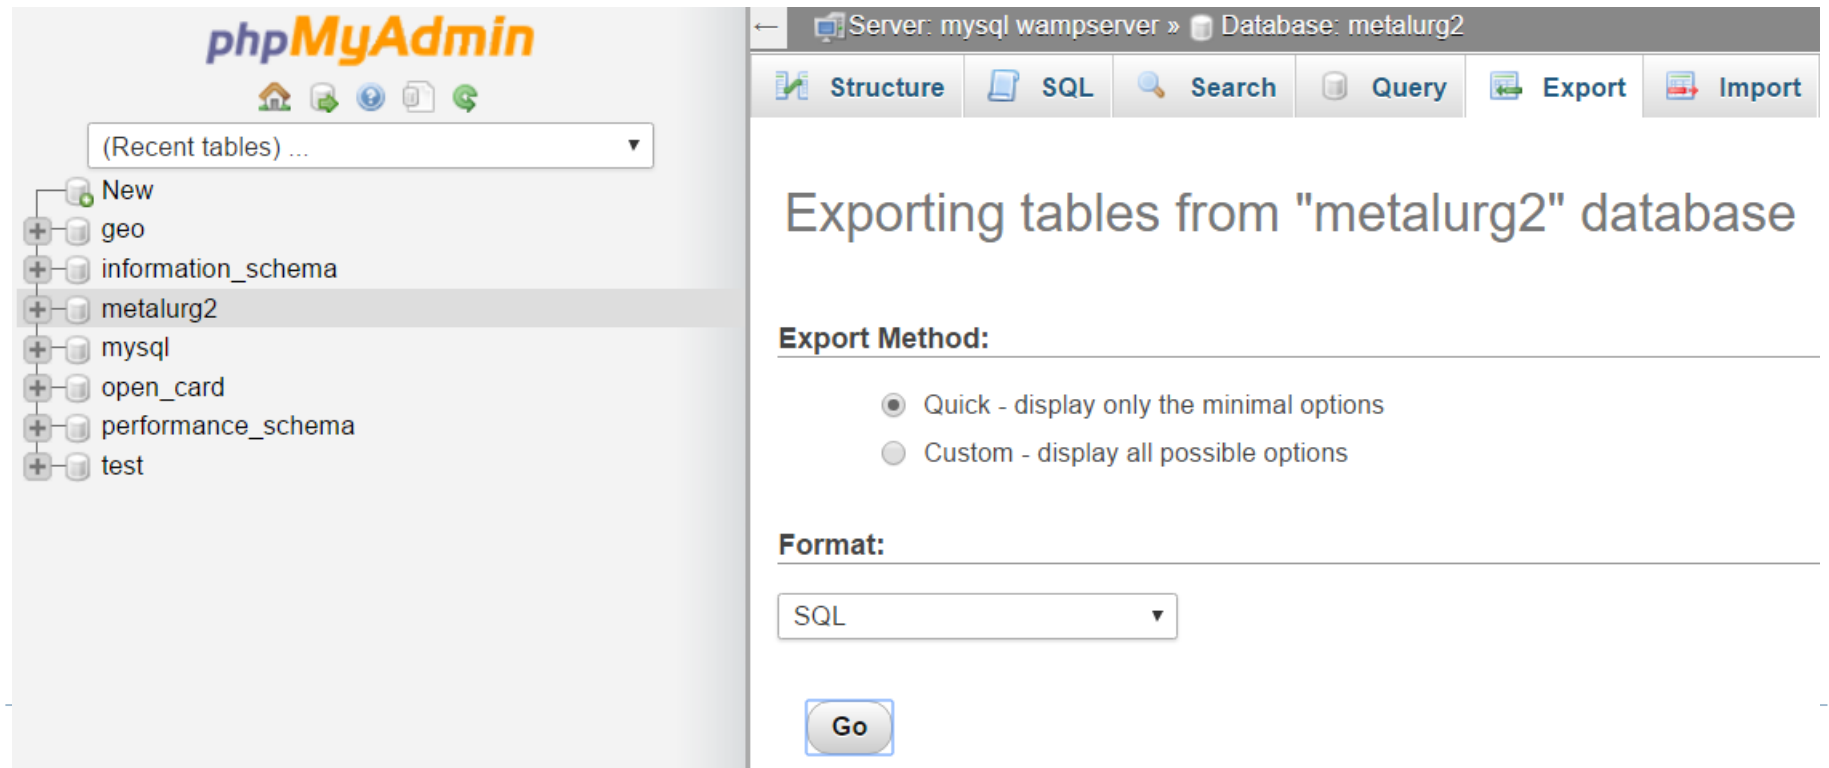 phpMyAdmin
(Recent tables) ...
New
geo
information_schema
metalurg2
mysql
open_card
performance_schema
test
Server: mysql wampserver » Database: metalurg2
Structure SQL Search Query Export Import
Exporting tables from "metalurg2" database
Export Method:
Quick - display only the minimal options
Custom - display all possible options
Format:
SQL
Go